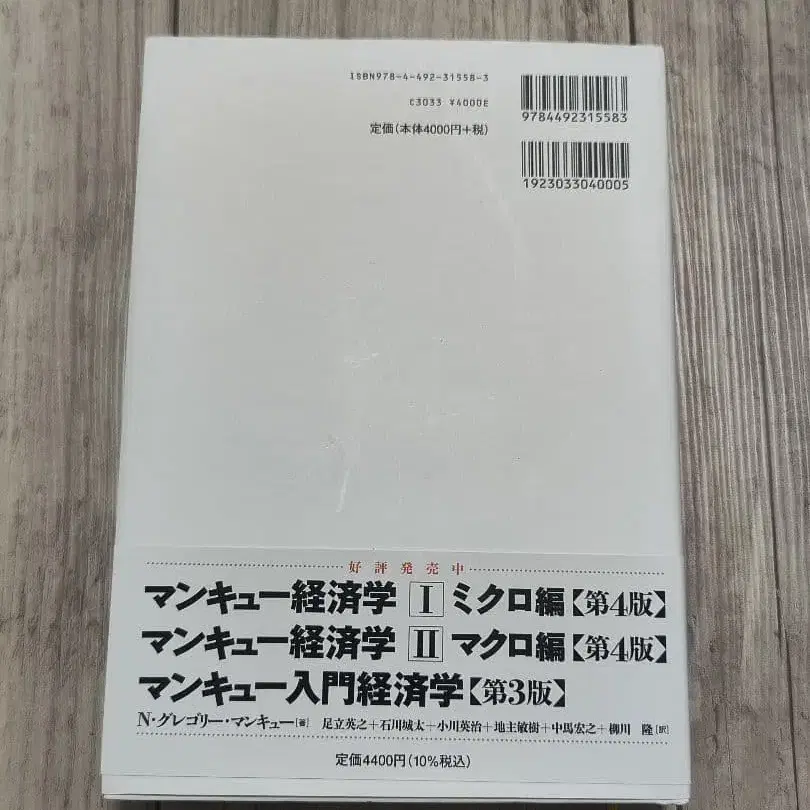 ISBN978-4-492-31558-3
C3033 ¥4000E
定価(本体4000円+税)
9784492315583
1923033040005
好評発売中
マンキュー経済学 Ⅰ ミクロ編【第4版】
マンキュー経済学 Ⅱ マクロ編【第4版】
マンキュー入門経済学【第3版】
N・グレゴリー・マンキュー[著] 足立英之+石川城太+小川英治+地主敏樹+中馬宏之+柳川 隆[訳]
定価4400円(10%税込)